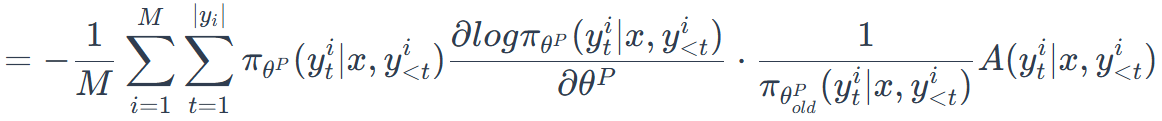 $= -\frac{1}{M} \sum_{i=1}^{M} \sum_{t=1}^{|y_i|} \pi_{\theta^P}(y_t^i|x, y_{<t}^i) \frac{\partial log \pi_{\theta^P}(y_t^i|x, y_{<t}^i)}{\partial \theta^P} \cdot \frac{1}{\pi_{\theta_{old}^P}(y_t^i|x, y_{<t}^i)} A(y_t^i|x, y_{<t}^i)$